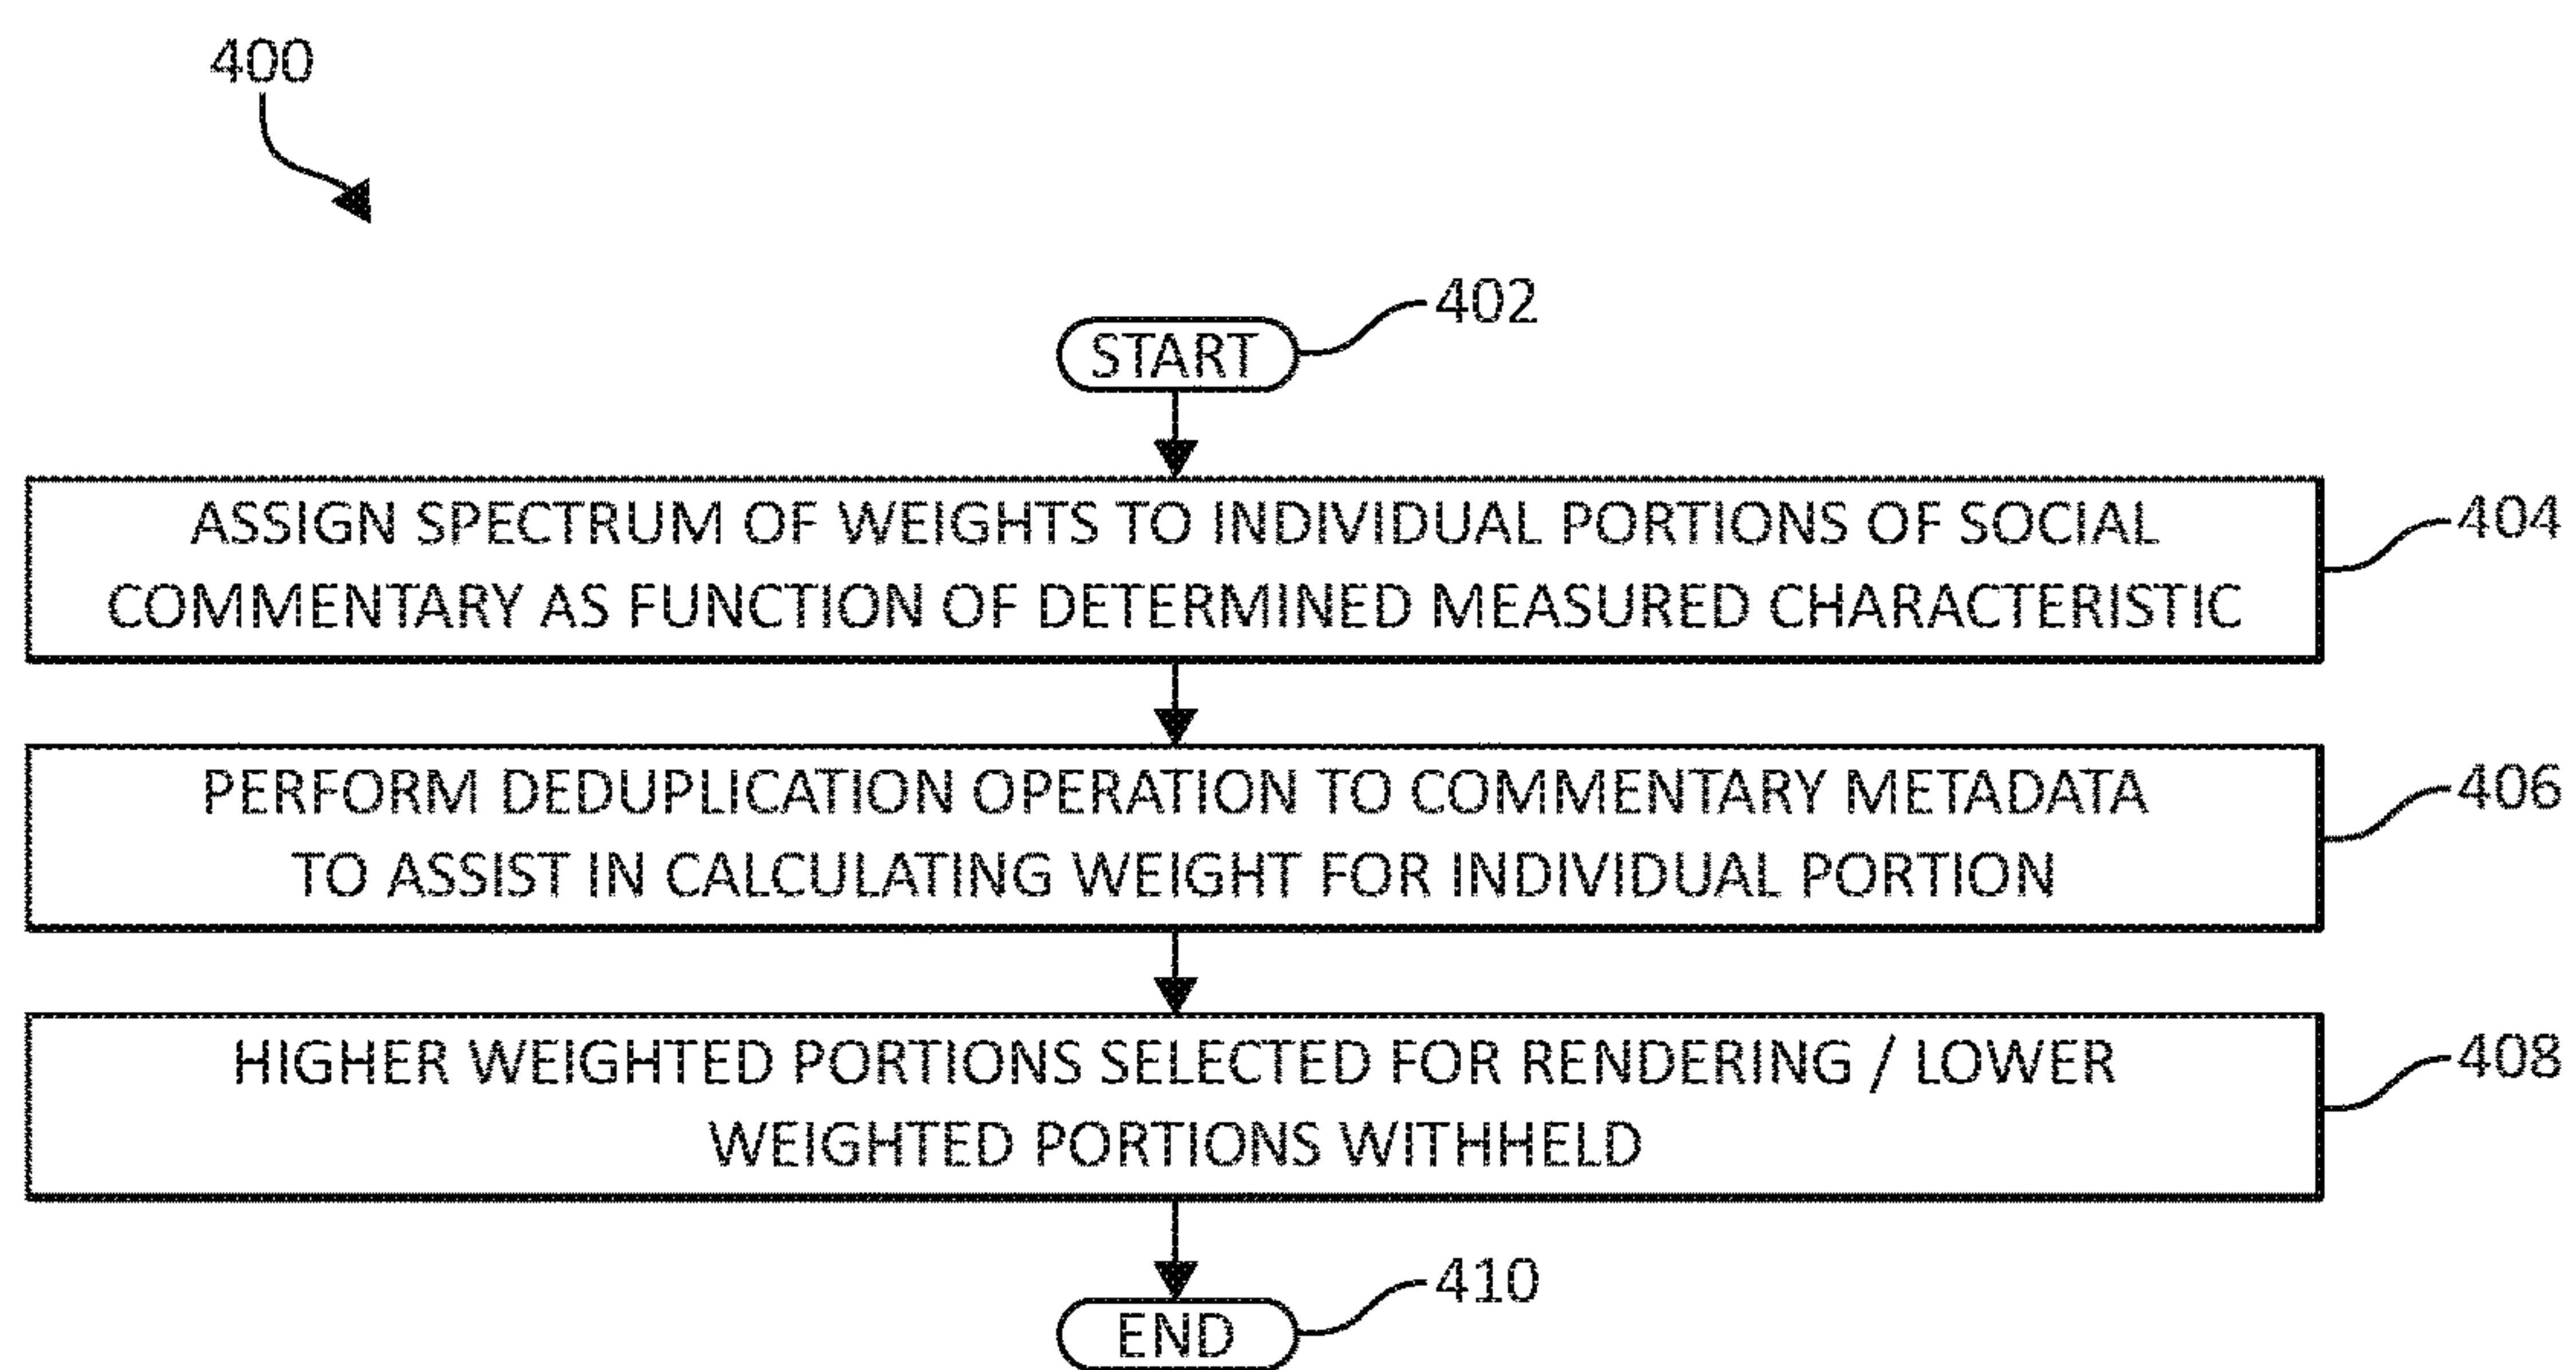 400
402
START
ASSIGN SPECTRUM OF WEIGHTS TO INDIVIDUAL PORTIONS OF SOCIAL
COMMENTARY AS FUNCTION OF DETERMINED MEASURED CHARACTERISTIC
404
PERFORM DEDUPLICATION OPERATION TO COMMENTARY METADATA
TO ASSIST IN CALCULATING WEIGHT FOR INDIVIDUAL PORTION
406
HIGHER WEIGHTED PORTIONS SELECTED FOR RENDERING / LOWER
WEIGHTED PORTIONS WITHHELD
408
410
END